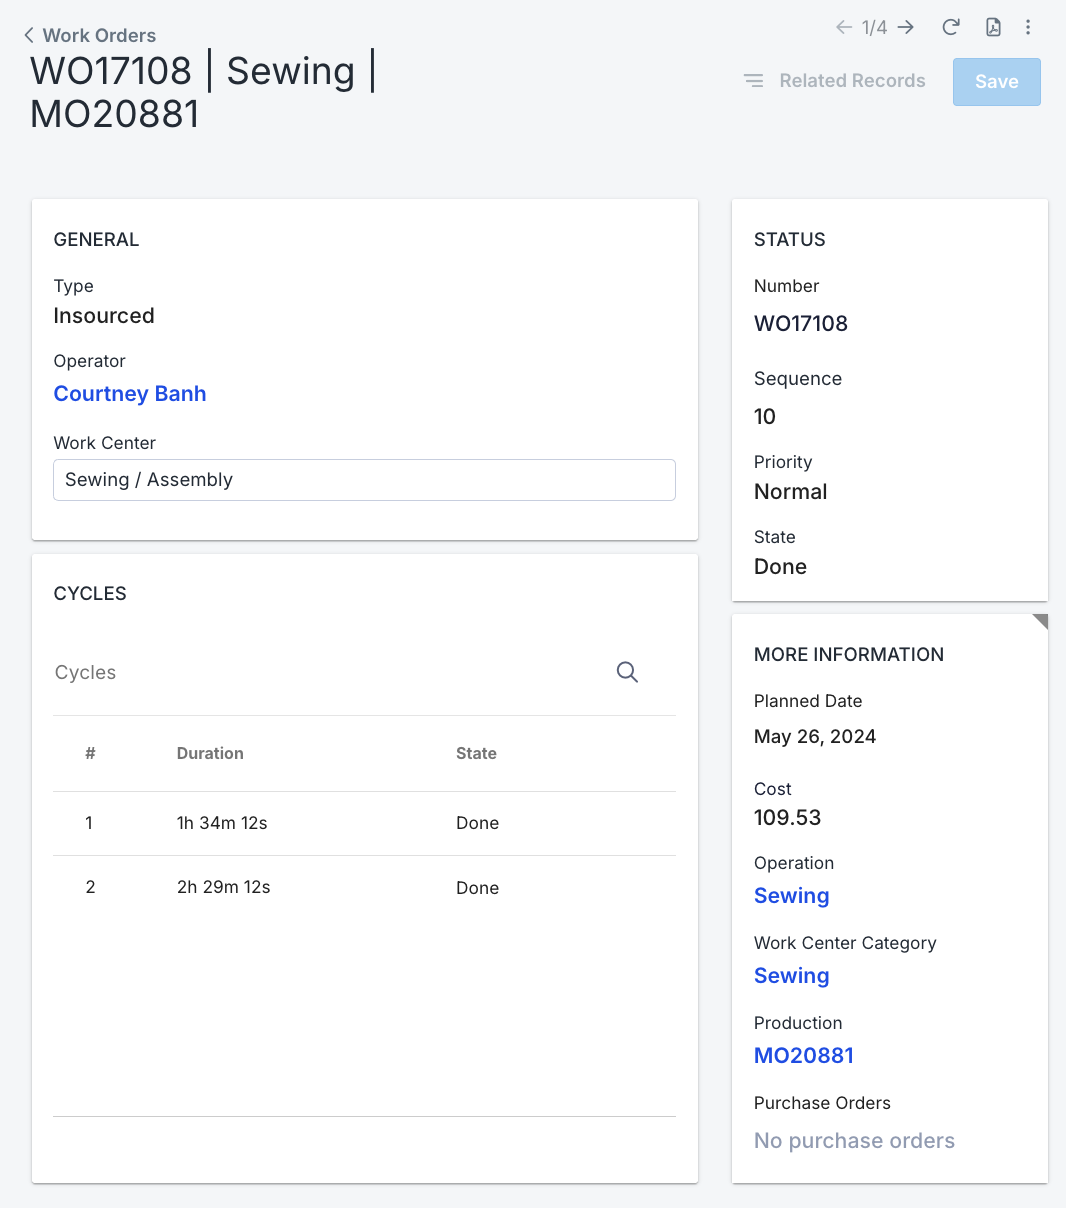 Work Orders
1/4
WO17108 | Sewing |
MO20881
Related Records
Save
GENERAL
Type
Insourced
Operator
Courtney Banh
Work Center
Sewing / Assembly
CYCLES
Cycles
# Duration State
1 1h 34m 12s Done
2 2h 29m 12s Done
STATUS
Number
WO17108
Sequence
10
Priority
Normal
State
Done
MORE INFORMATION
Planned Date
May 26, 2024
Cost
109.53
Operation
Sewing
Work Center Category
Sewing
Production
MO20881
Purchase Orders
No purchase orders